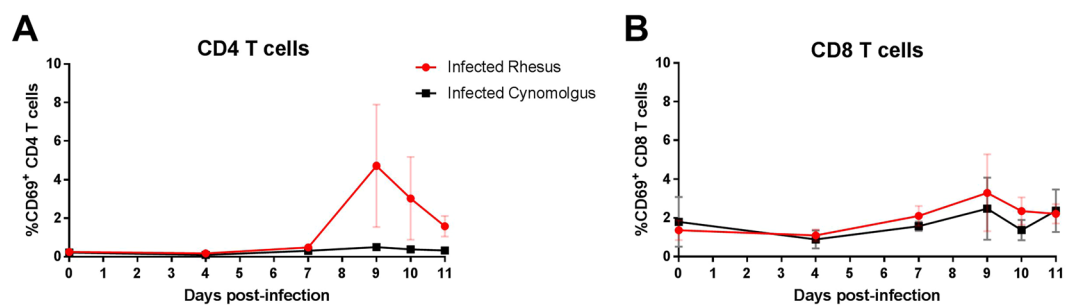 A
CD4 T cells
%CD69⁺ CD4 T cells
10
8
6
4
2
0
0 1 2 3 4 5 6 7 8 9 10 11
Days post-infection
Infected Rhesus
Infected Cynomolgus
B
CD8 T cells
%CD69⁺ CD8 T cells
10
8
6
4
2
0
0 1 2 3 4 5 6 7 8 9 10 11
Days post-infection